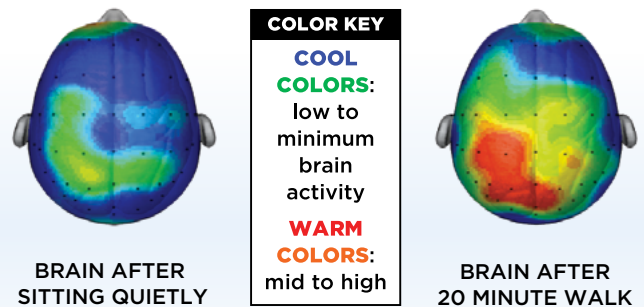 COLOR KEY
COOL
COLORS:
low to
minimum
brain
activity
WARM
COLORS:
mid to high
BRAIN AFTER
SITTING QUIETLY
BRAIN AFTER
20 MINUTE WALK